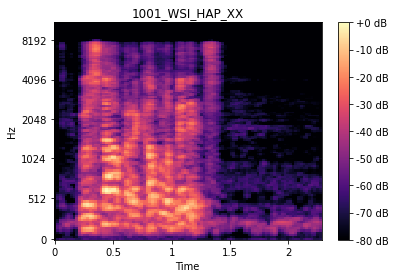 1001_WSI_HAP_XX
+0 dB
8192
-10 dB
-20 dB
4096
-30 dB
Hz
2048
-40 dB
1024
-50 dB
-60 dB
512
-70 dB
0
-80 dB
0 0.5 1 1.5 2
Time